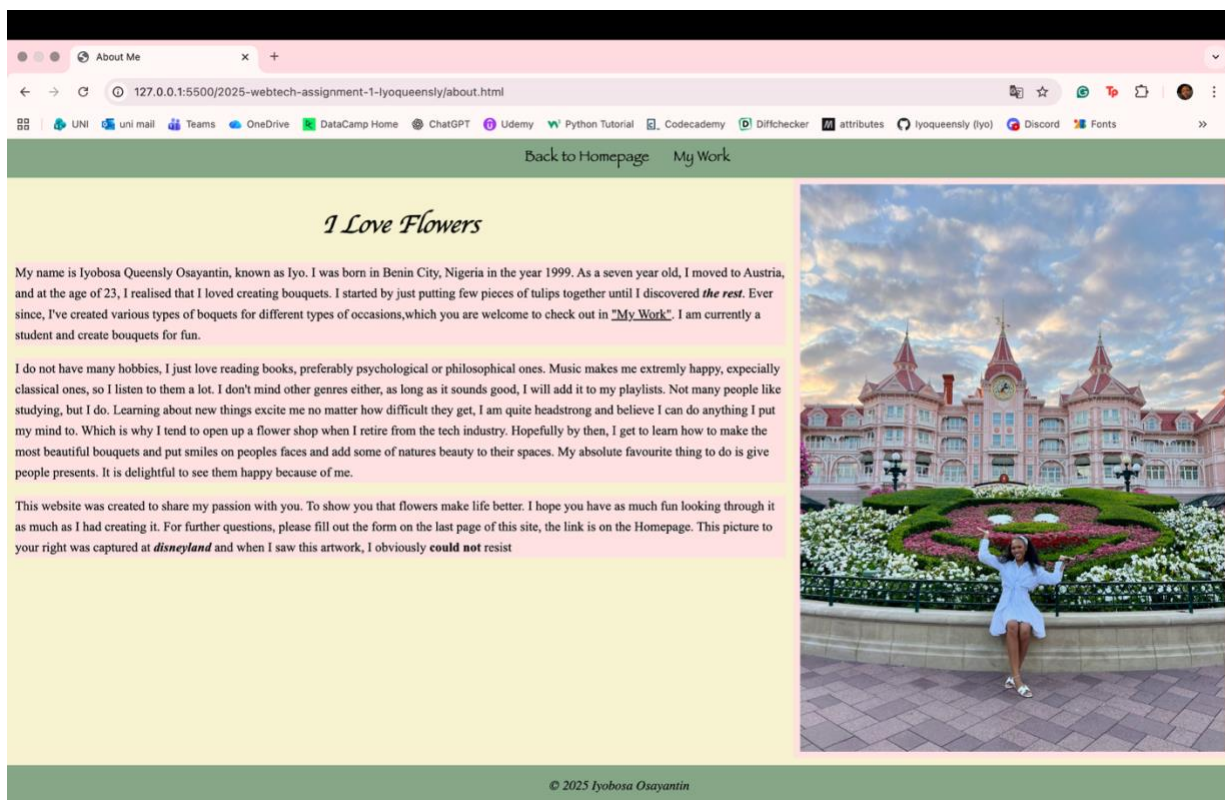 About Me
127.0.0.1:5500/2025-webtech-assignment-1-Iyoqueensly/about.html
UNI uni mail Teams OneDrive DataCamp Home ChatGPT Udemy Python Tutorial Codecademy Diffchecker attributes Iyoqueensly (Iyo) Discord Fonts
Back to Homepage My Work
I Love Flowers
My name is Iyobosa Queensly Osayantin, known as Iyo. I was born in Benin City, Nigeria in the year 1999. As a seven year old, I moved to Austria,
and at the age of 23, I realised that I loved creating bouquets. I started by just putting few pieces of tulips together until I discovered the rest. Ever
since, I've created various types of boquets for different types of occasions,which you are welcome to check out in "My Work". I am currently a
student and create bouquets for fun.
I do not have many hobbies, I just love reading books, preferably psychological or philosophical ones. Music makes me extremly happy, expecially
classical ones, so I listen to them a lot. I don't mind other genres either, as long as it sounds good, I will add it to my playlists. Not many people like
studying, but I do. Learning about new things excite me no matter how difficult they get, I am quite headstrong and believe I can do anything I put
my mind to. Which is why I tend to open up a flower shop when I retire from the tech industry. Hopefully by then, I get to learn how to make the
most beautiful bouquets and put smiles on peoples faces and add some of natures beauty to their spaces. My absolute favourite thing to do is give
people presents. It is delightful to see them happy because of me.
This website was created to share my passion with you. To show you that flowers make life better. I hope you have as much fun looking through it
as much as I had creating it. For further questions, please fill out the form on the last page of this site, the link is on the Homepage. This picture to
your right was captured at disneyland and when I saw this artwork, I obviously could not resist
© 2025 Iyobosa Osayantin